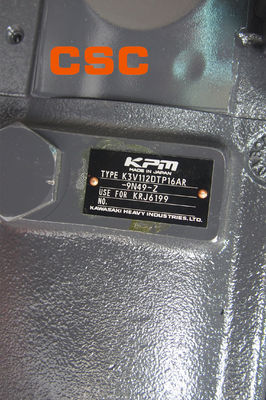 CSC
KPM
MADE IN JAPAN
TYPE K3V112DTP16AR
-9N49-Z
USE FOR KRJ6199
NO.
KAWASAKI HEAVY INDUSTRIES, LTD.